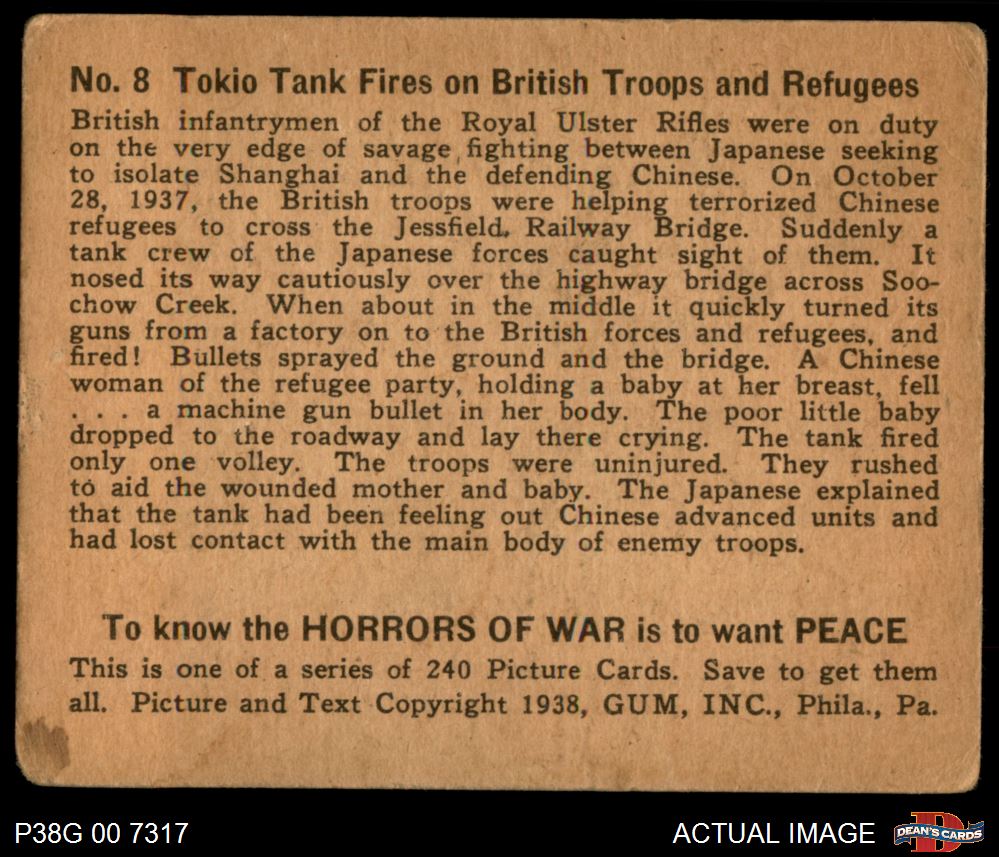 No. 8 Tokio Tank Fires on British Troops and Refugees
British infantrymen of the Royal Ulster Rifles were on duty
on the very edge of savage fighting between Japanese seeking
to isolate Shanghai and the defending Chinese. On October
28, 1937, the British troops were helping terrorized Chinese
refugees to cross the Jessfield Railway Bridge. Suddenly a
tank crew of the Japanese forces caught sight of them. It
nosed its way cautiously over the highway bridge across Soo-
chow Creek. When about in the middle it quickly turned its
guns from a factory on to the British forces and refugees, and
fired! Bullets sprayed the ground and the bridge. A Chinese
woman of the refugee party, holding a baby at her breast, fell
. . . a machine gun bullet in her body. The poor little baby
dropped to the roadway and lay there crying. The tank fired
only one volley. The troops were uninjured. They rushed
to aid the wounded mother and baby. The Japanese explained
that the tank had been feeling out Chinese advanced units and
had lost contact with the main body of enemy troops.
To know the HORRORS OF WAR is to want PEACE
This is one of a series of 240 Picture Cards. Save to get them
all. Picture and Text Copyright 1938, GUM, INC., Phila., Pa.
P38G 00 7317
ACTUAL IMAGE
DEAN'S CARDS